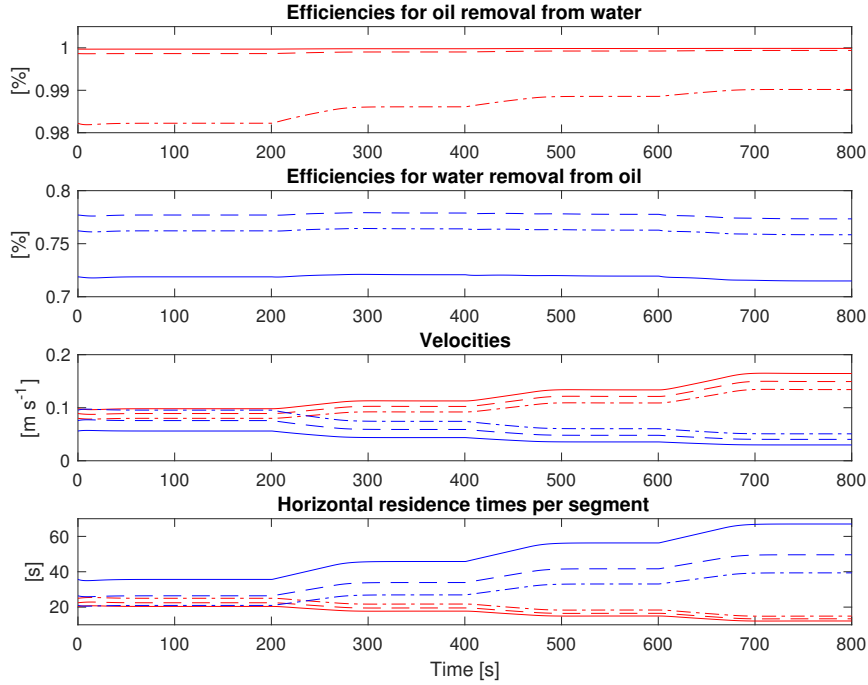 Efficiencies for oil removal from water
1
0.99
0.98
[%]
0 100 200 300 400 500 600 700 800
Efficiencies for water removal from oil
0.8
0.75
0.7
[%]
0 100 200 300 400 500 600 700 800
Velocities
0.2
0.1
0
[m s⁻¹]
0 100 200 300 400 500 600 700 800
Horizontal residence times per segment
60
40
20
[s]
0 100 200 300 400 500 600 700 800
Time [s]